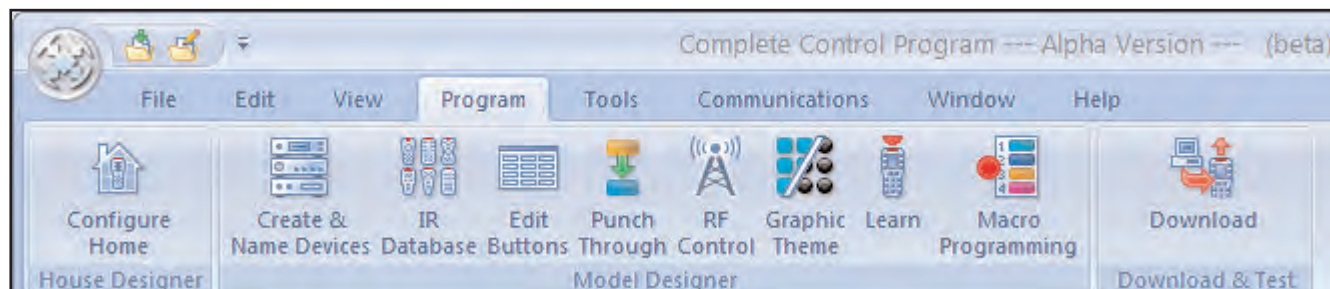 Complete Control Program --- Alpha Version --- (beta)
File Edit View Program Tools Communications Window Help
Configure Create & IR Edit Punch RF Graphic Learn Macro Download
Home Name Devices Database Buttons Through Control Theme Programming
House Designer Model Designer Download & Test